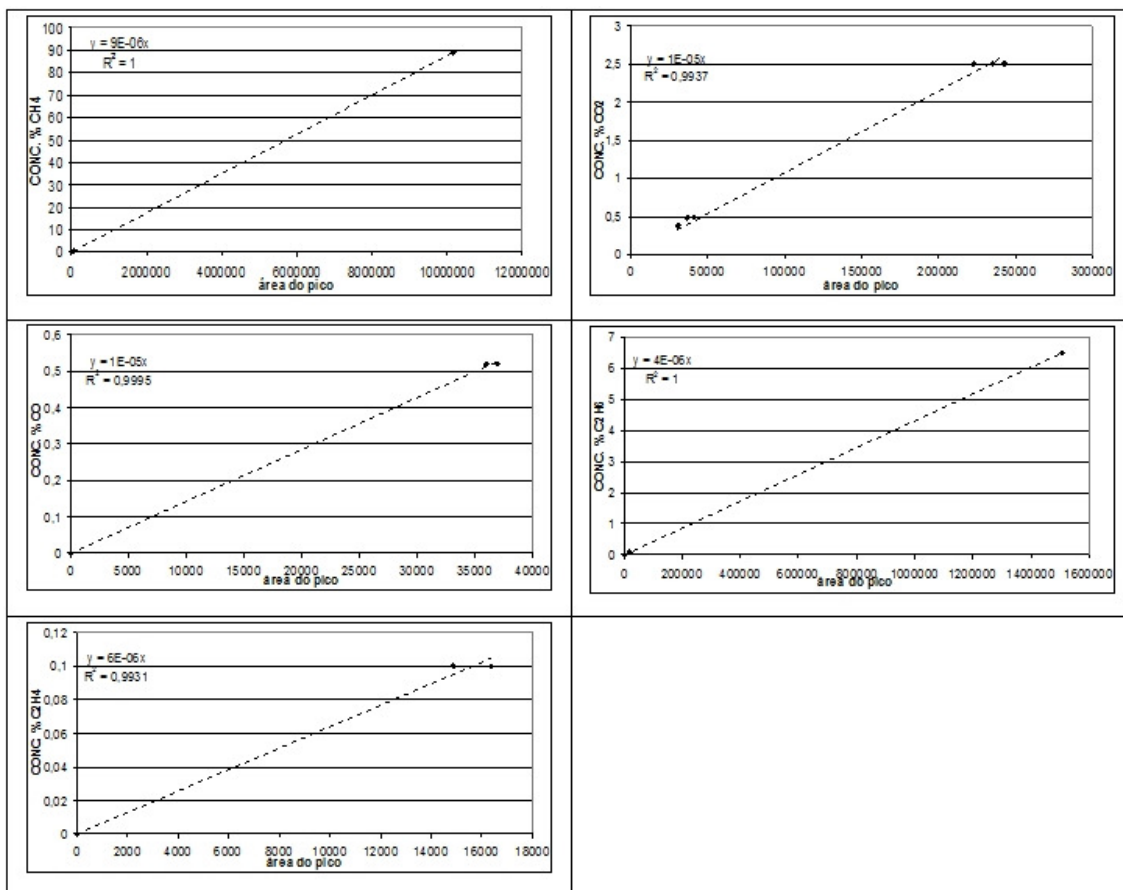 y = 9E-06x
R² = 1
CONC. % CH4
100
90
80
70
60
50
40
30
20
10
0
0 2000000 4000000 6000000 8000000 10000000 12000000
área do pico
y = 1E-05x
R² = 0,9937
CONC. % CO2
3
2,5
2
1,5
1
0,5
0
0 50000 100000 150000 200000 250000 300000
área do pico
y = 1E-05x
R² = 0,9995
CONC. % CO
0,6
0,5
0,4
0,3
0,2
0,1
0
0 5000 10000 15000 20000 25000 30000 35000 40000
área do pico
y = 4E-06x
R² = 1
CONC. % C2H6
7
6
5
4
3
2
1
0
0 200000 400000 600000 800000 1000000 1200000 1400000 1600000
área do pico
y = 6E-06x
R² = 0,9931
CONC. % C2H4
0,12
0,1
0,08
0,06
0,04
0,02
0
0 2000 4000 6000 8000 10000 12000 14000 16000 18000
área do pico